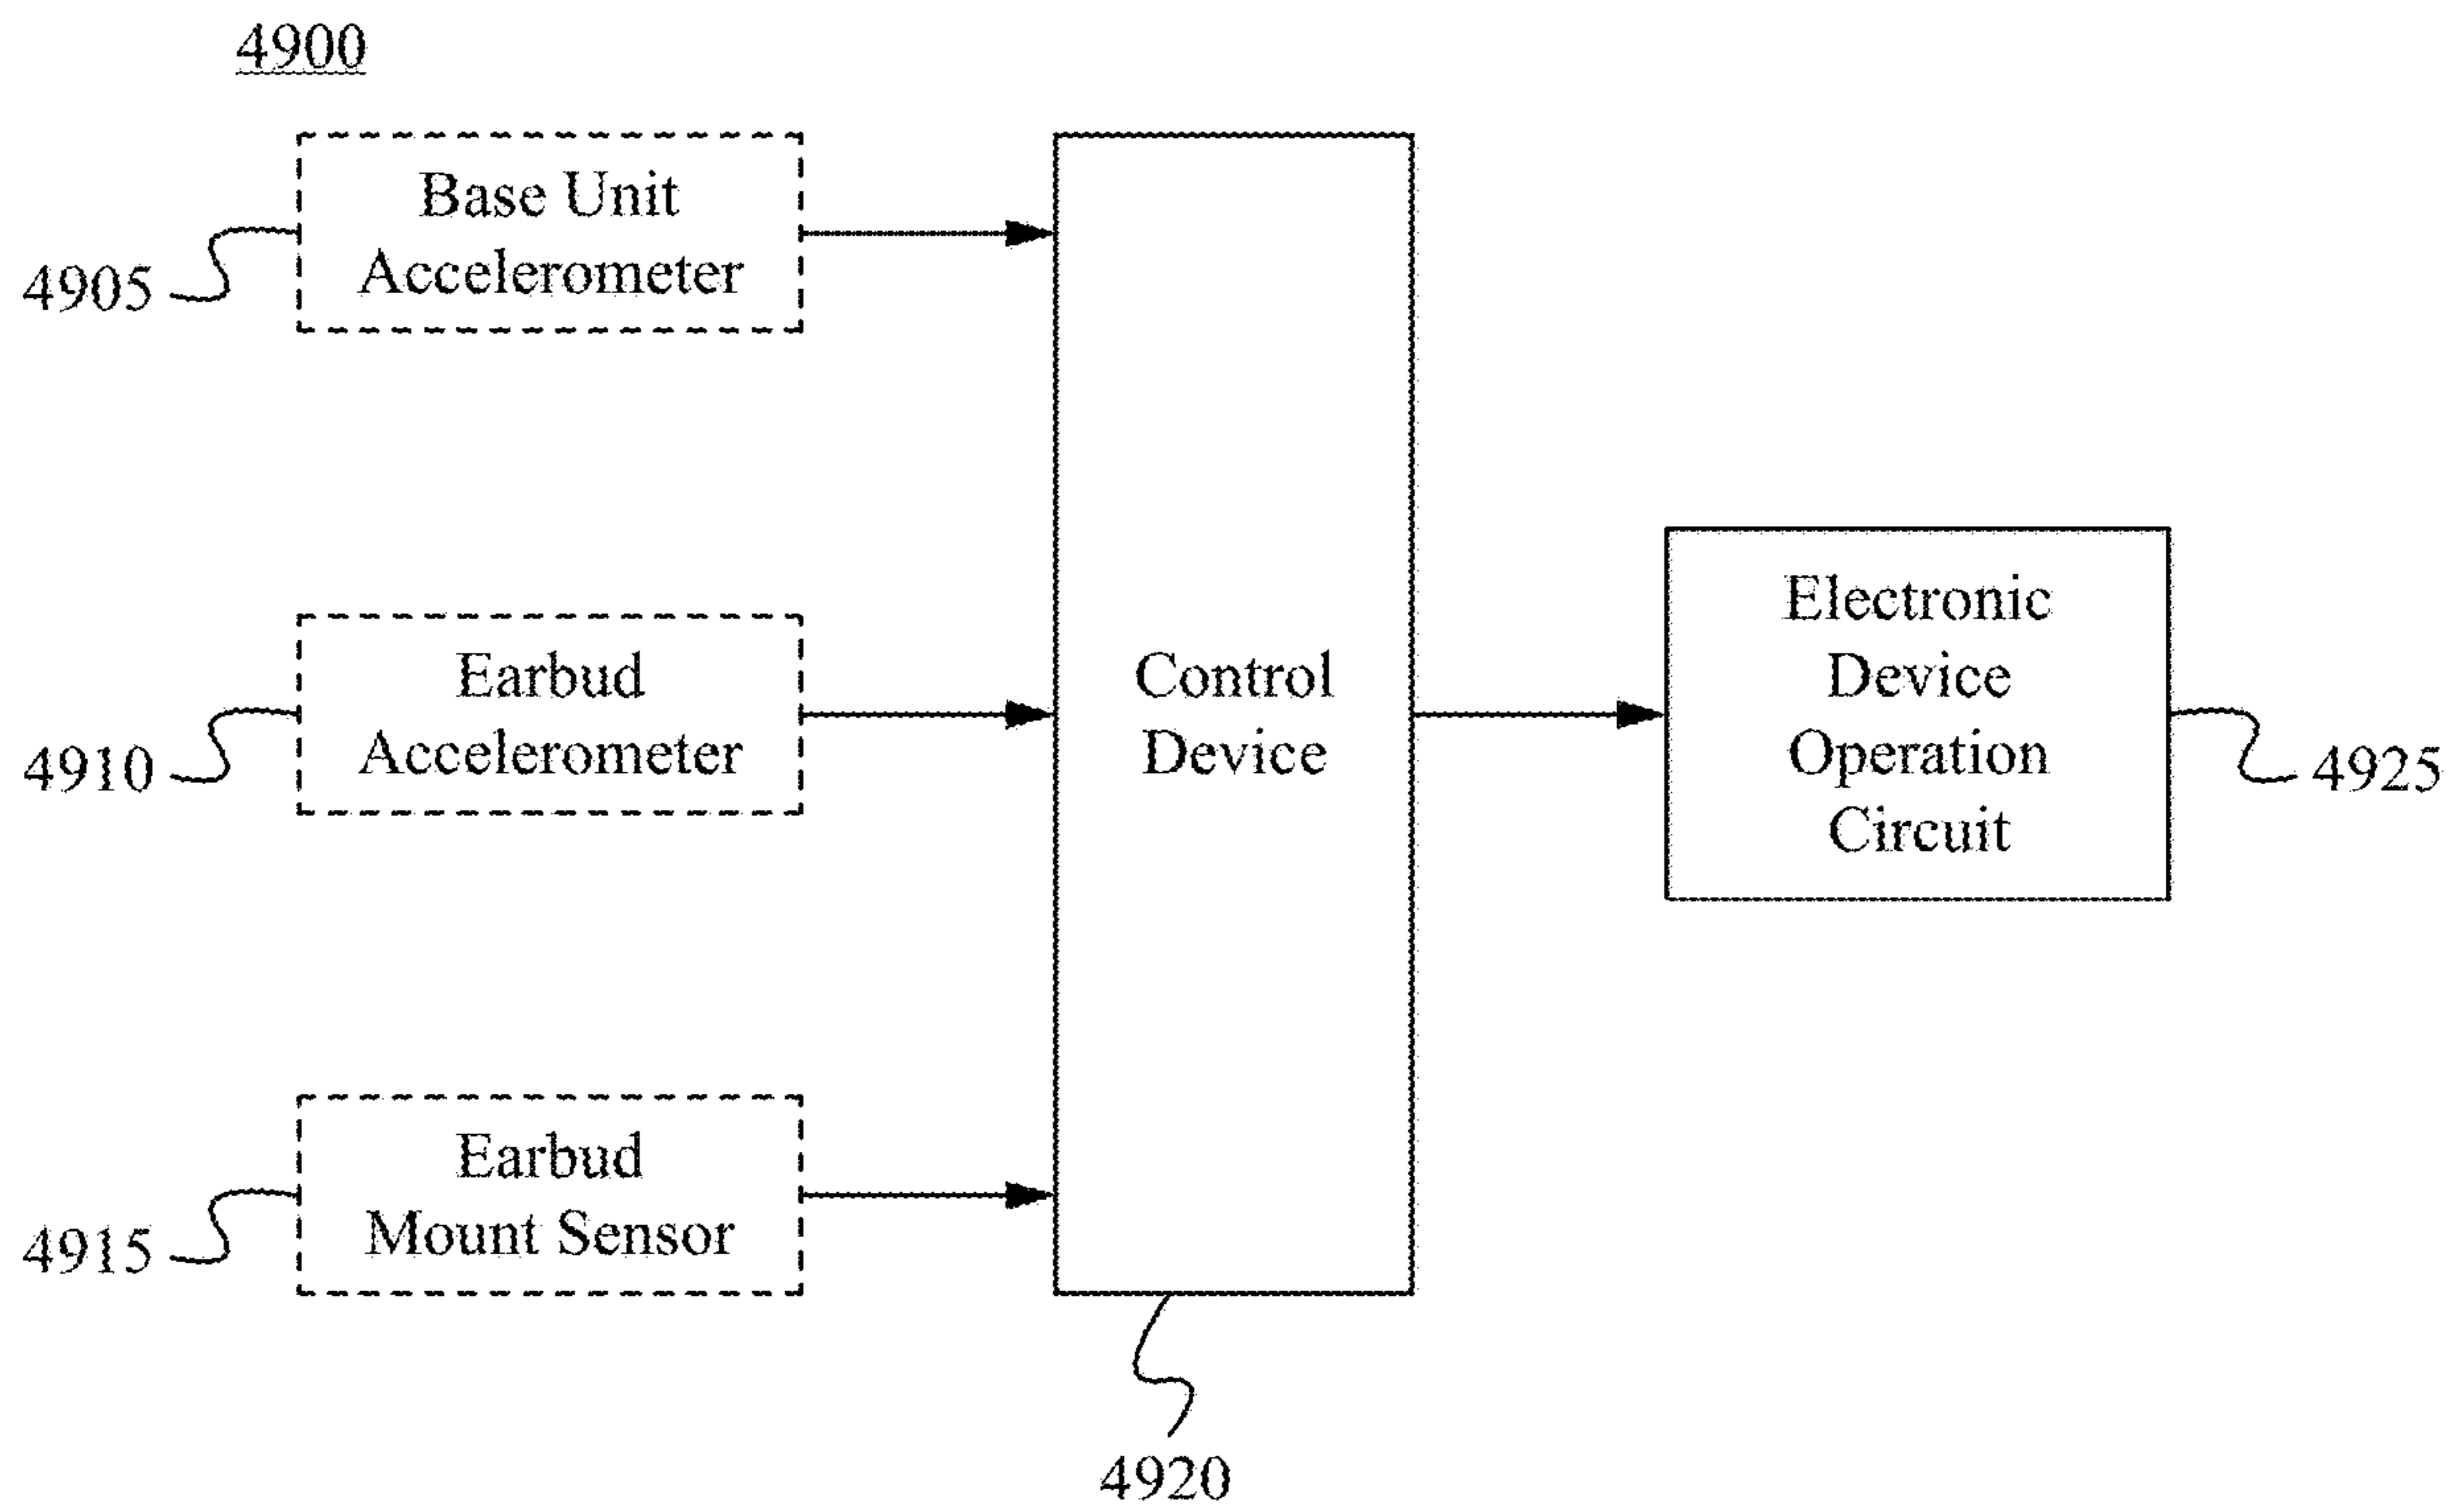 4900
Base Unit
Accelerometer
4905
Earbud
Accelerometer
4910
Earbud
Mount Sensor
4915
Control
Device
4920
Electronic
Device
Operation
Circuit
4925